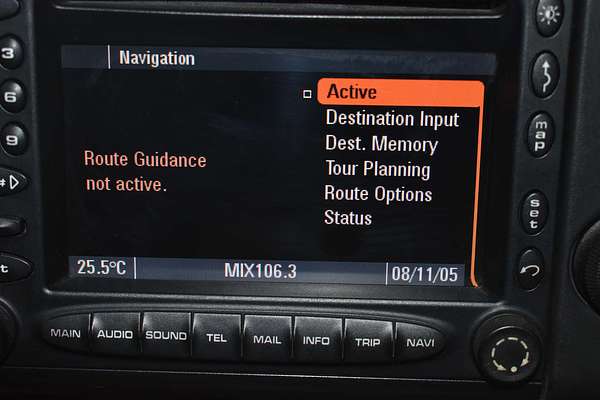 Navigation
Active
Destination Input
Dest. Memory
Tour Planning
Route Options
Status
Route Guidance
not active.
25.5°C
MIX106.3
08/11/05
3
6
9
#
t
map
set
MAIN
AUDIO
SOUND
TEL
MAIL
INFO
TRIP
NAVI